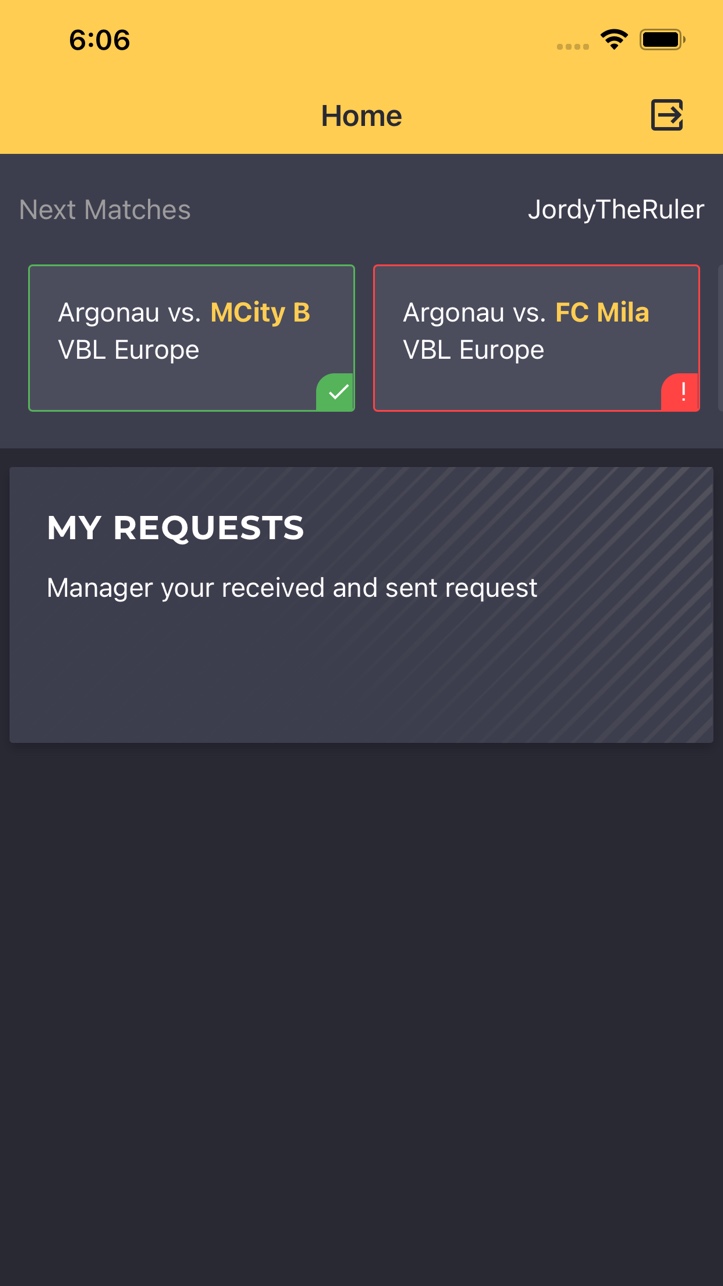 6:06
Home
Next Matches
JordyTheRuler
Argonau vs. MCity B
VBL Europe
Argonau vs. FC Mila
VBL Europe
!
MY REQUESTS
Manager your received and sent request